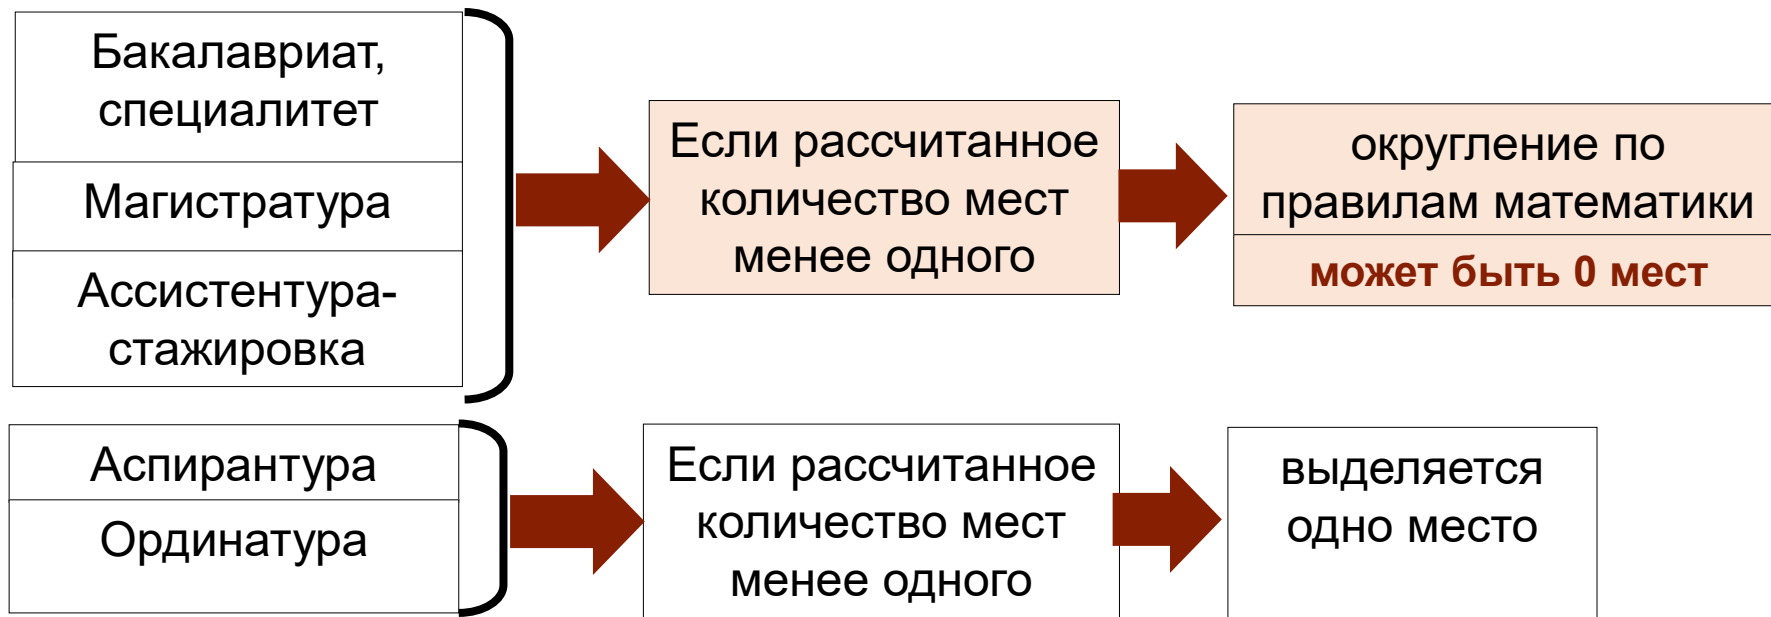 Бакалавриат,
специалитет
Магистратура
Ассистентура-
стажировка
Если рассчитанное
количество мест
менее одного
округление по
правилам математики
может быть 0 мест
Аспирантура
Ординатура
Если рассчитанное
количество мест
менее одного
выделяется
одно место